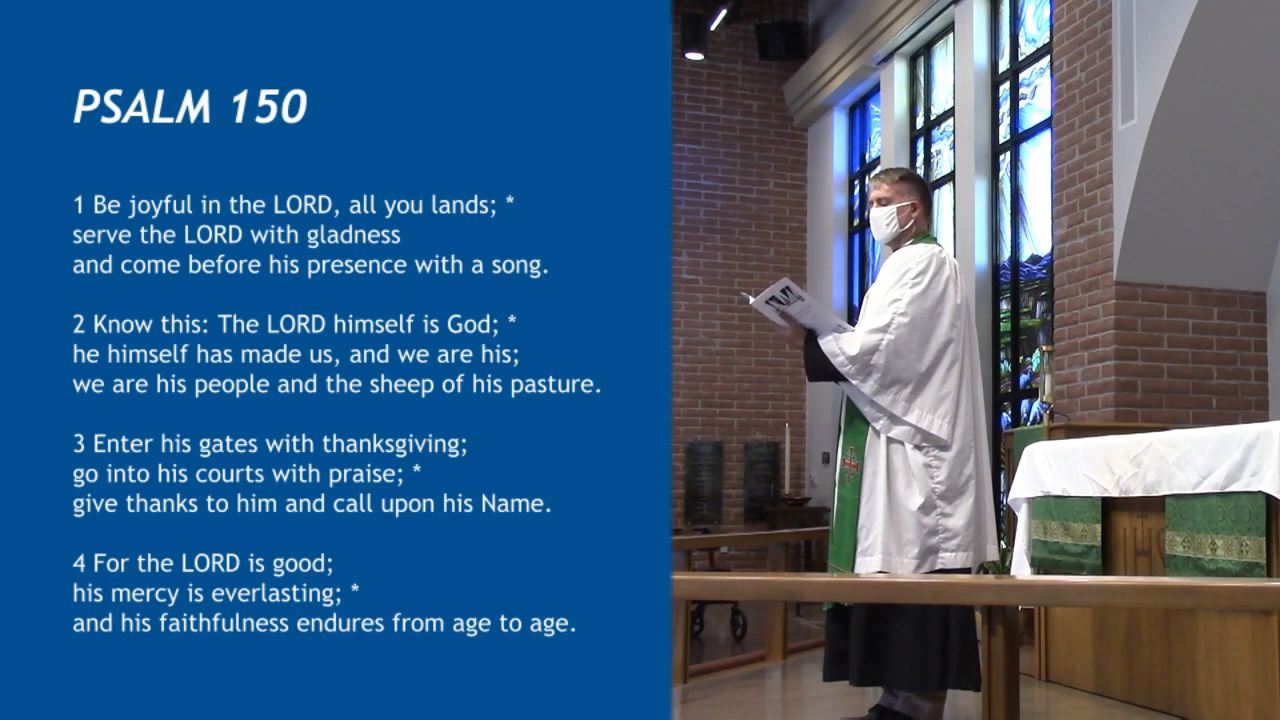 PSALM 150
1 Be joyful in the LORD, all you lands; *
serve the LORD with gladness
and come before his presence with a song.
2 Know this: The LORD himself is God; *
he himself has made us, and we are his;
we are his people and the sheep of his pasture.
3 Enter his gates with thanksgiving;
go into his courts with praise; *
give thanks to him and call upon his Name.
4 For the LORD is good;
his mercy is everlasting; *
and his faithfulness endures from age to age.
IHS